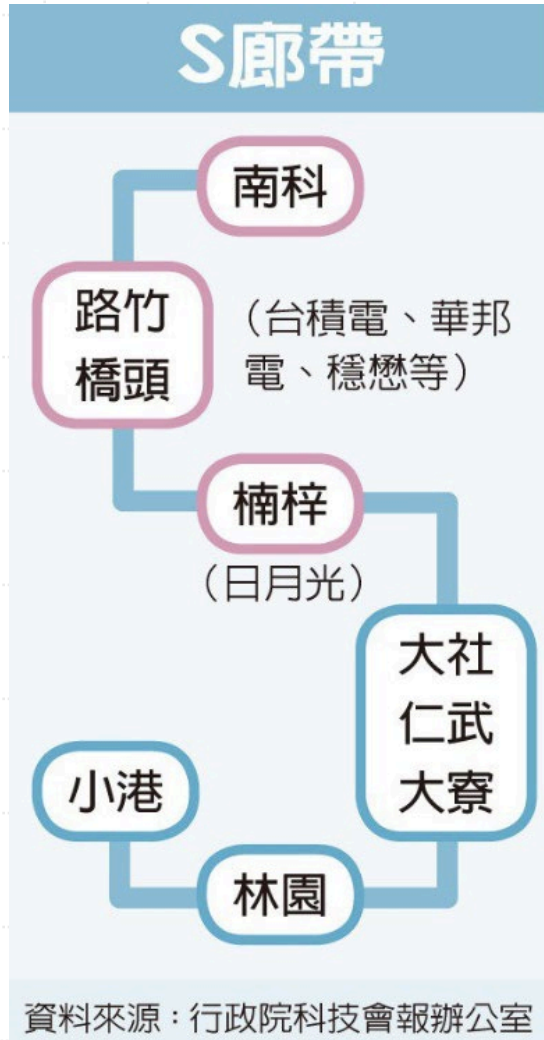 S廊帶
南科
路竹
橋頭
（台積電、華邦
電、穩懋等）
楠梓
（日月光）
大社
仁武
大寮
小港
林園
資料來源：行政院科技會報辦公室